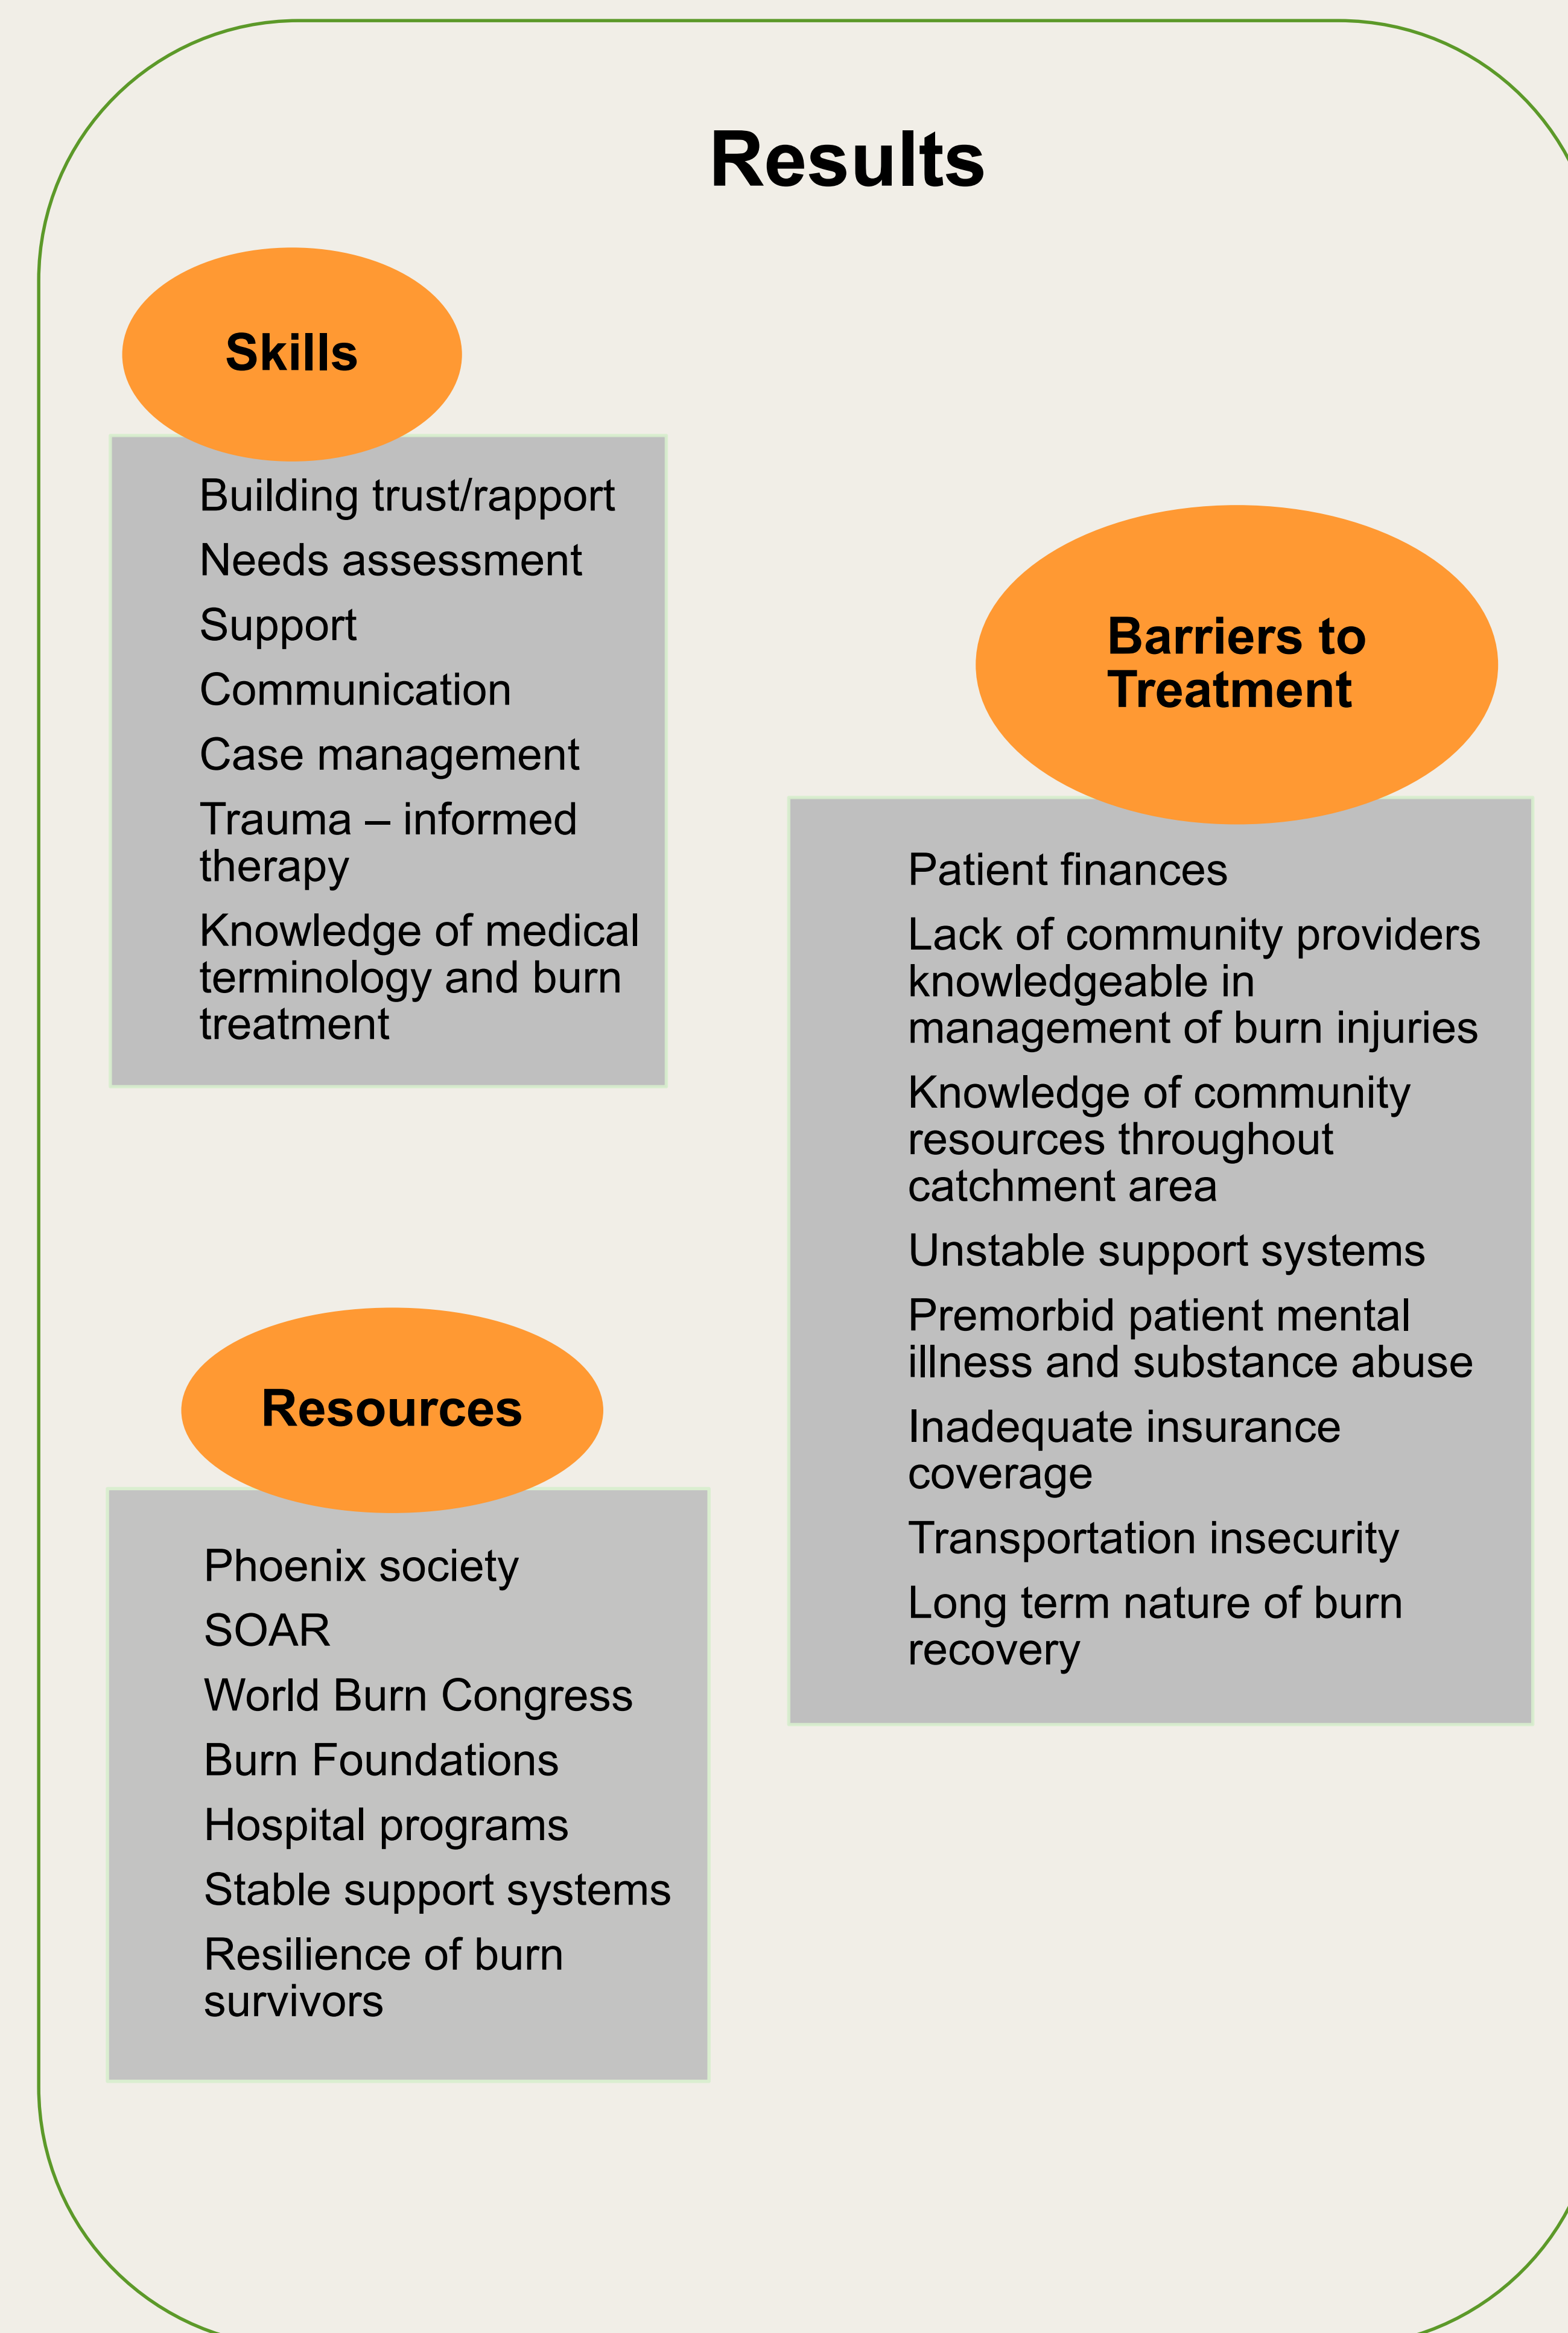 Results
Skills
Building trust/rapport
Needs assessment
Support
Communication
Case management
Trauma – informed
therapy
Knowledge of medical
terminology and burn
treatment
Barriers to
Treatment
Patient finances
Lack of community providers
knowledgeable in
management of burn injuries
Knowledge of community
resources throughout
catchment area
Unstable support systems
Premorbid patient mental
illness and substance abuse
Inadequate insurance
coverage
Transportation insecurity
Long term nature of burn
recovery
Resources
Phoenix society
SOAR
World Burn Congress
Burn Foundations
Hospital programs
Stable support systems
Resilience of burn
survivors